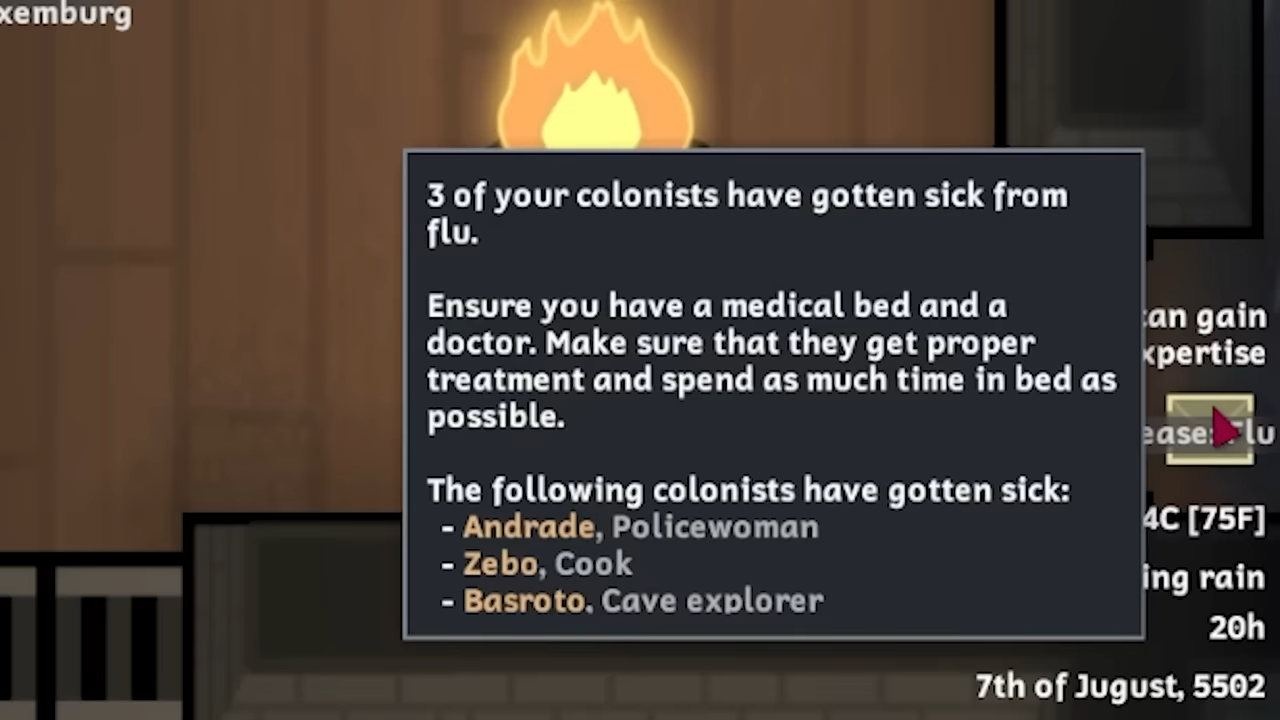 xemburg
3 of your colonists have gotten sick from
flu.
Ensure you have a medical bed and a
doctor. Make sure that they get proper
treatment and spend as much time in bed as
possible.
The following colonists have gotten sick:
- Andrade, Policewoman
- Zebo, Cook
- Basroto, Cave explorer
can gain
xpertise
ease: Flu
4C [75F]
ing rain
20h
7th of Jugust, 5502